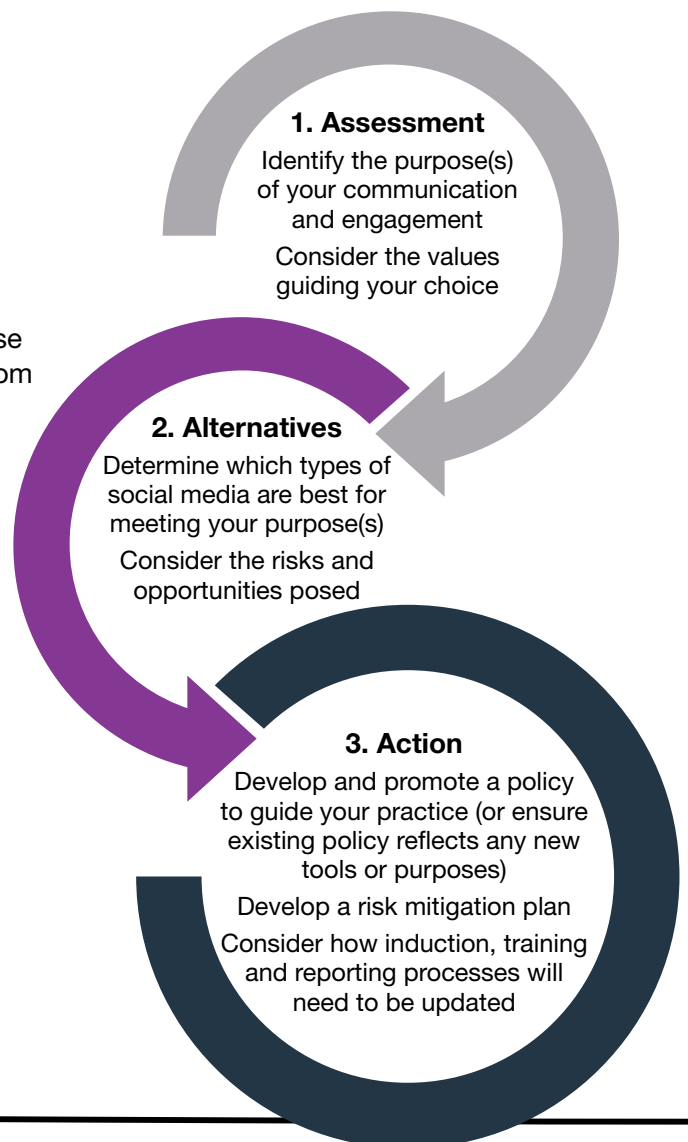 1. Assessment
Identify the purpose(s)
of your communication
and engagement
Consider the values
guiding your choice
2. Alternatives
Determine which types of
social media are best for
meeting your purpose(s)
Consider the risks and
opportunities posed
3. Action
Develop and promote a policy
to guide your practice (or ensure
existing policy reflects any new
tools or purposes)
Develop a risk mitigation plan
Consider how induction, training
and reporting processes will
need to be updated